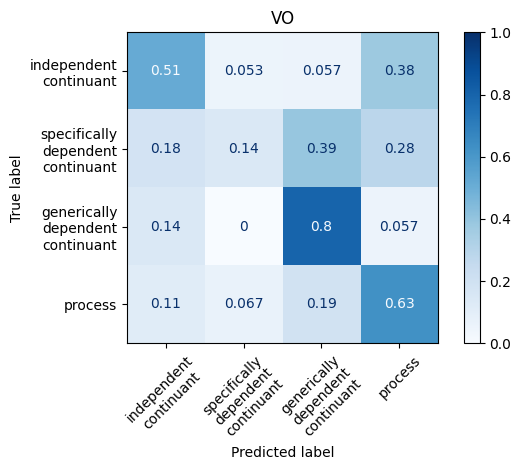 VO
True label
independent
continuant
0.51 0.053 0.057 0.38
specifically
dependent
continuant
0.18 0.14 0.39 0.28
generically
dependent
continuant
0.14 0 0.8 0.057
process
0.11 0.067 0.19 0.63
independent
continuant
specifically
dependent
continuant
generically
dependent
continuant
process
Predicted label
1.0
0.8
0.6
0.4
0.2
0.0